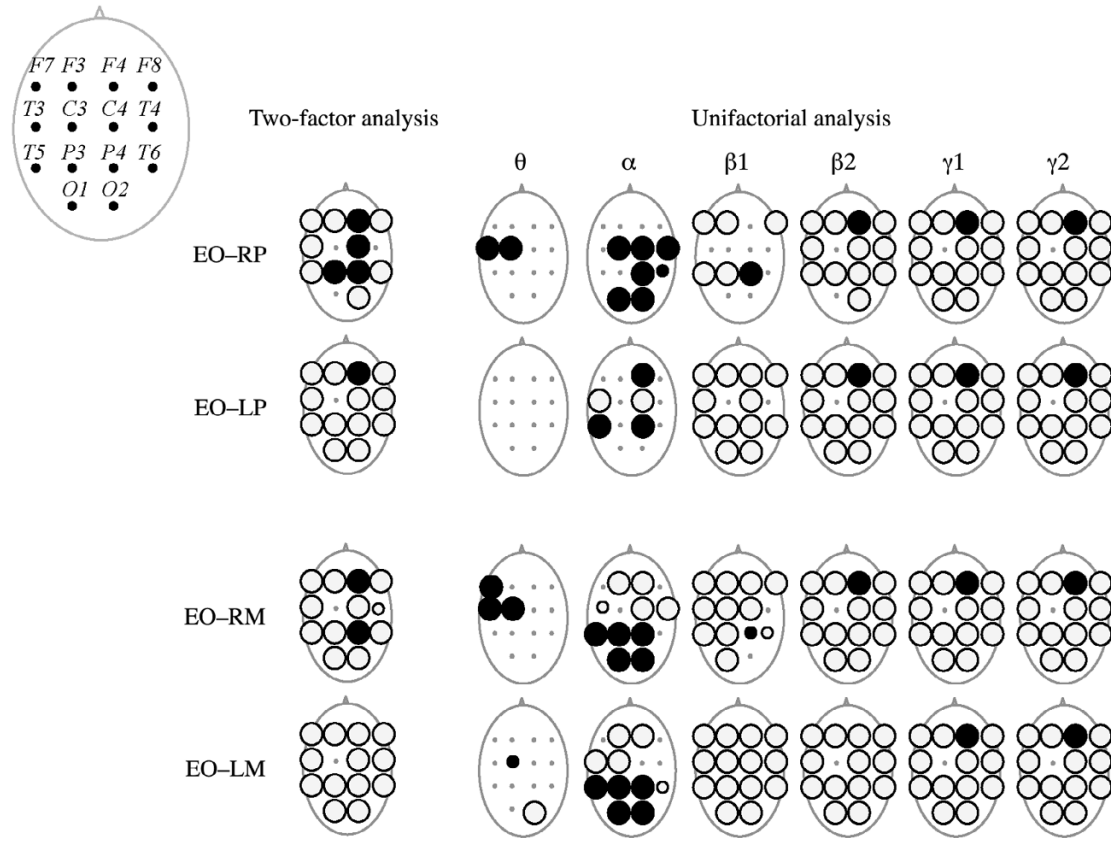 F7 F3 F4 F8
T3 C3 C4 T4
T5 P3 P4 T6
O1 O2
Two-factor analysis Unifactorial analysis
θ α β1 β2 γ1 γ2
EO–RP
EO–LP
EO–RM
EO–LM